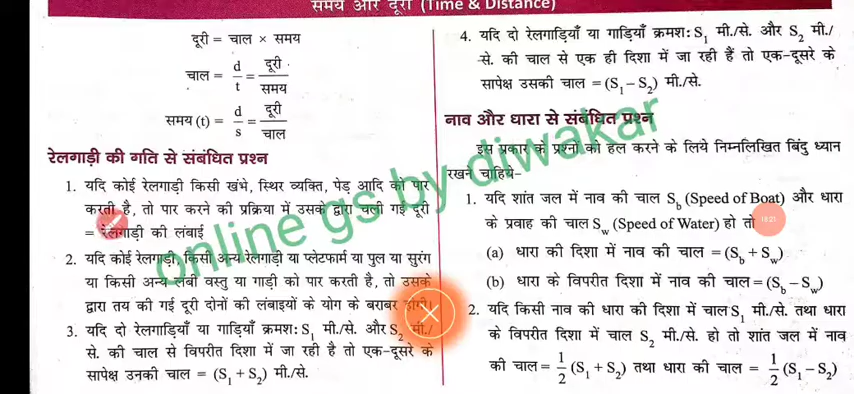 समय और दूरी (Time & Distance)
दूरी = चाल × समय
चाल = d/t = दूरी/समय
समय (t) = d/s = दूरी/चाल
रेलगाड़ी की गति से संबंधित प्रश्न
1. यदि कोई रेलगाड़ी किसी खंभे, स्थिर व्यक्ति, पेड़ आदि को पार
करती है, तो पार करने की प्रक्रिया में उसके द्वारा चली गई दूरी
= रेलगाड़ी की लंबाई
2. यदि कोई रेलगाड़ी, किसी अन्य रेलगाड़ी या प्लेटफार्म या पुल या सुरंग
या किसी अन्य लंबी वस्तु या गाड़ी को पार करती है, तो उसके
द्वारा तय की गई दूरी दोनों की लंबाइयों के योग के बराबर होगी।
3. यदि दो रेलगाड़ियाँ या गाड़ियाँ क्रमश: S₁ मी./से. और S₂ मी./
से. की चाल से विपरीत दिशा में जा रही है तो एक-दूसरे के
सापेक्ष उनकी चाल = (S₁ + S₂) मी./से.
4. यदि दो रेलगाड़ियाँ या गाड़ियाँ क्रमश: S₁ मी./से. और S₂ मी./
से. की चाल से एक ही दिशा में जा रही हैं तो एक-दूसरे के
सापेक्ष उसकी चाल = (S₁ – S₂) मी./से.
नाव और धारा से संबंधित प्रश्न
इस प्रकार के प्रश्नों को हल करने के लिये निम्नलिखित बिंदु ध्यान
रखने चाहिये-
1. यदि शांत जल में नाव की चाल S_b (Speed of Boat) और धारा
के प्रवाह की चाल S_w (Speed of Water) हो तो
(a) धारा की दिशा में नाव की चाल = (S_b + S_w)
(b) धारा के विपरीत दिशा में नाव की चाल = (S_b – S_w)
2. यदि किसी नाव की धारा की दिशा में चाल S₁ मी./से. तथा धारा
के विपरीत दिशा में चाल S₂ मी./से. हो तो शांत जल में नाव
की चाल = 1/2 (S₁ + S₂) तथा धारा की चाल = 1/2 (S₁ – S₂)
online gs by diwakar